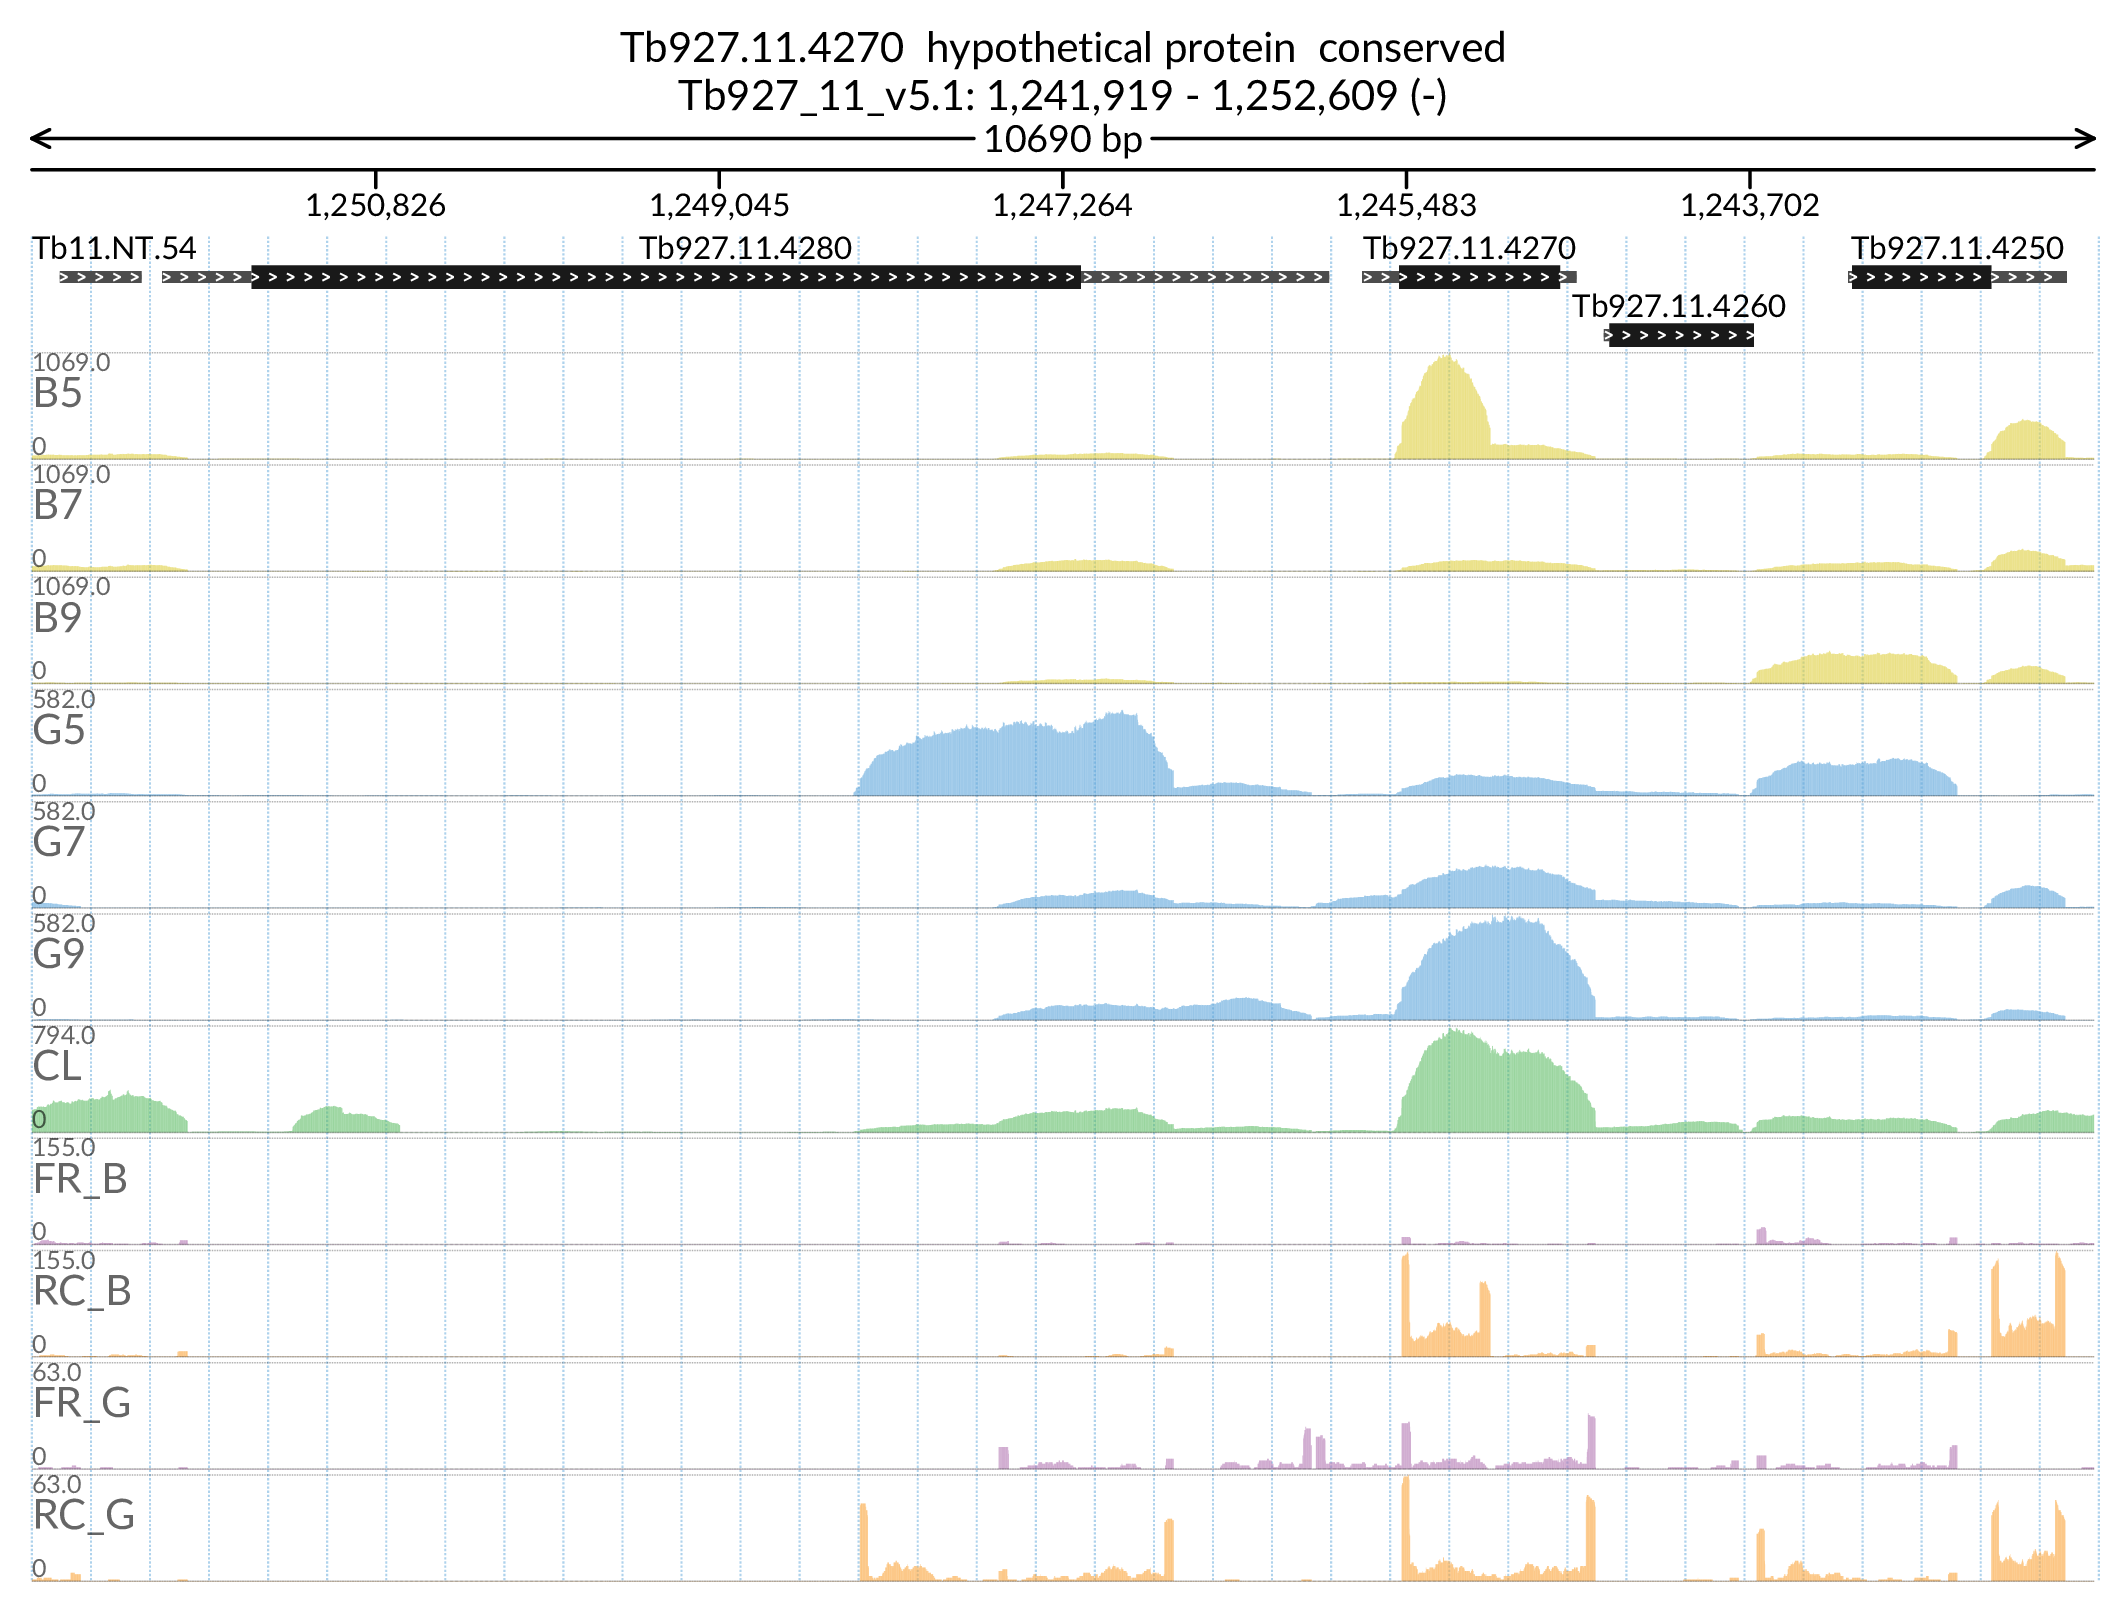 Tb927.11.4270 hypothetical protein conserved
Tb927_11_v5.1: 1,241,919 - 1,252,609 (-)
10690 bp
1,250,826 1,249,045 1,247,264 1,245,483 1,243,702
Tb11.NT.54 Tb927.11.4280 Tb927.11.4270 Tb927.11.4250
Tb927.11.4260
1069.0
B5
0
1069.0
B7
0
1069.0
B9
0
582.0
G5
0
582.0
G7
0
582.0
G9
0
794.0
CL
0
155.0
FR_B
0
155.0
RC_B
0
63.0
FR_G
0
63.0
RC_G
0